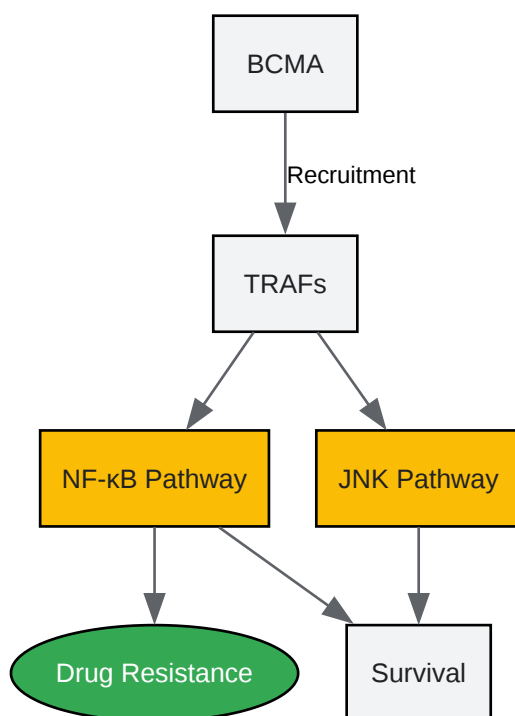 BCMA
Recruitment
TRAFs
NF-κB Pathway
JNK Pathway
Drug Resistance
Survival